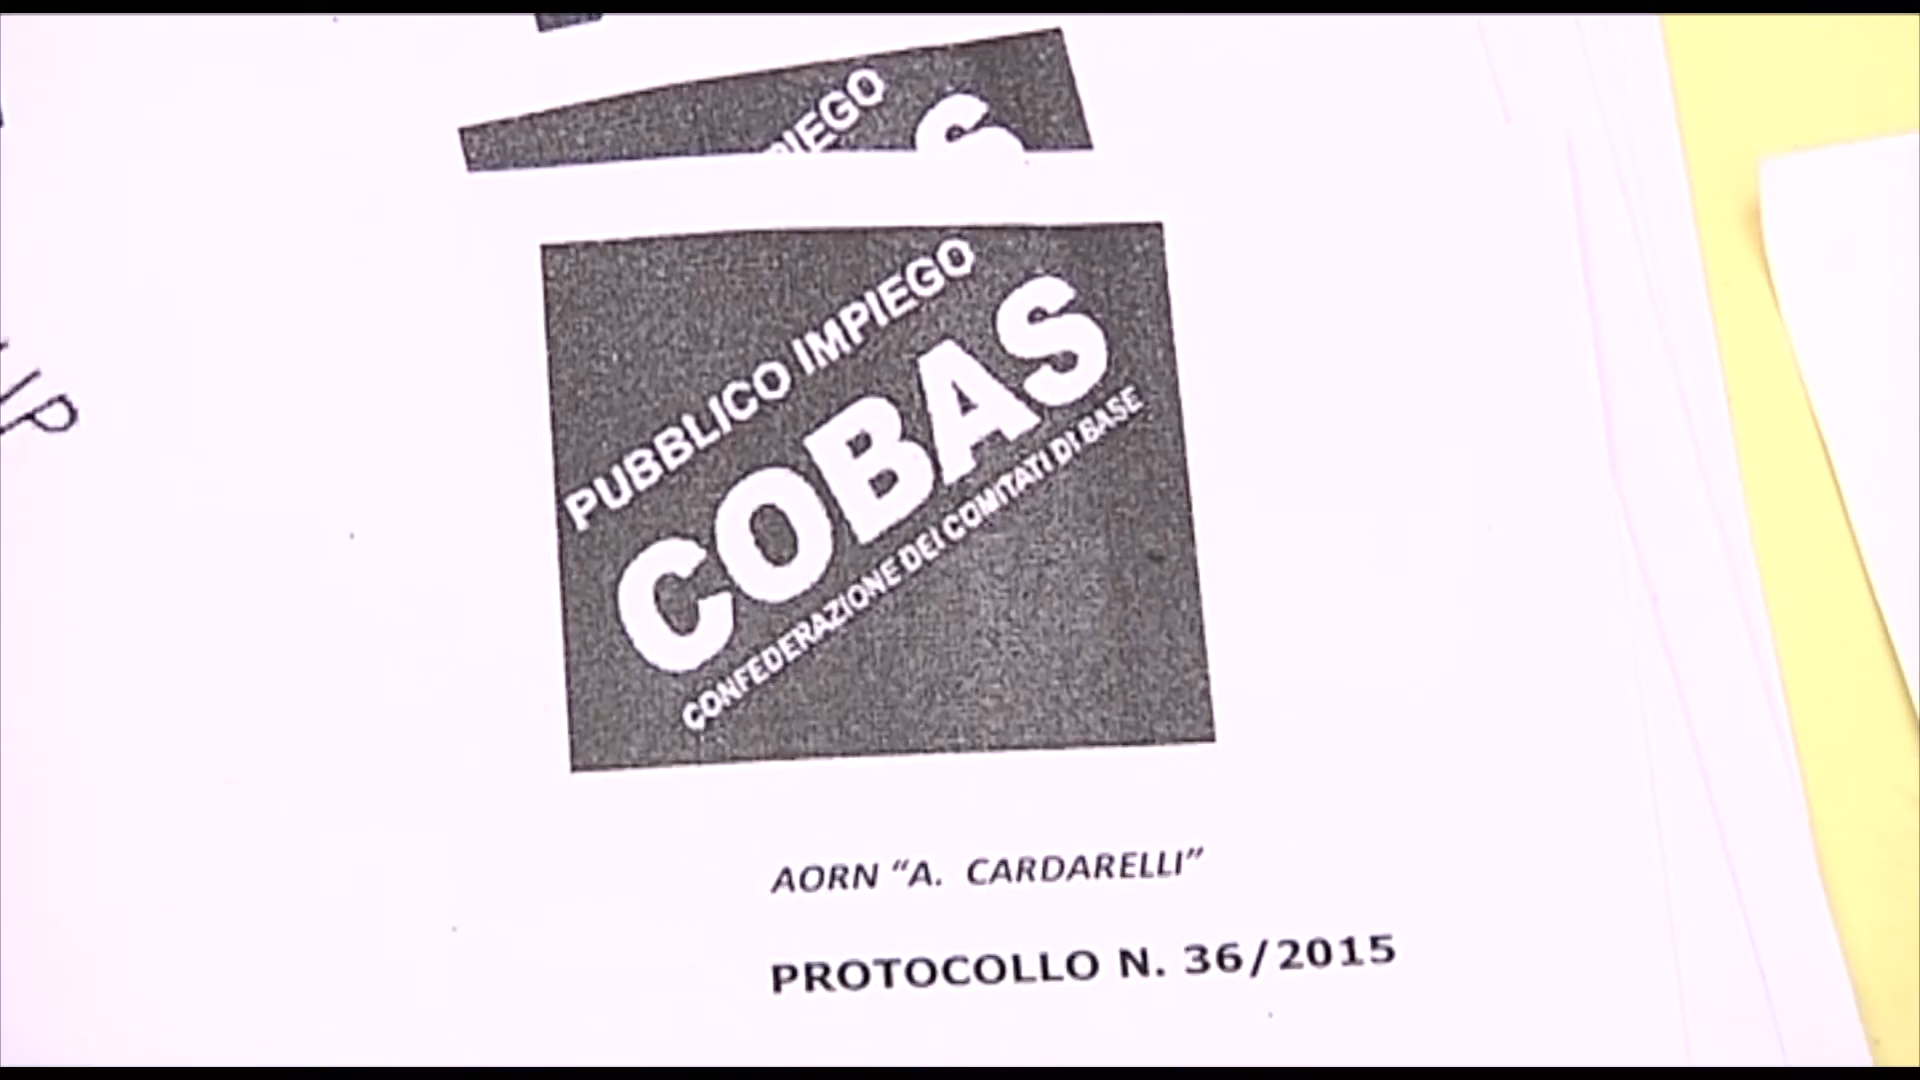 PUBBLICO IMPIEGO
COBAS
CONFEDERAZIONE DEI COMITATI DI BASE
AORN “A. CARDARELLI”
PROTOCOLLO N. 36/2015